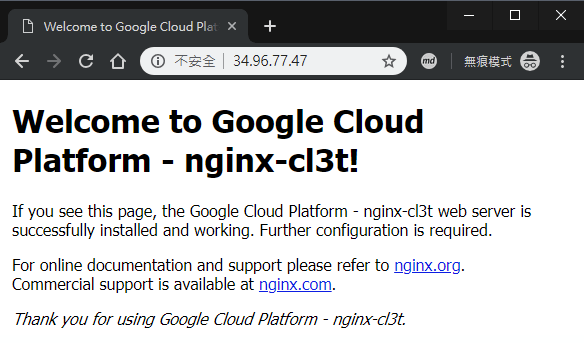 Welcome to Google Cloud Plat
不安全 34.96.77.47
md
無痕模式
Welcome to Google Cloud
Platform - nginx-cl3t!
If you see this page, the Google Cloud Platform - nginx-cl3t web server is
successfully installed and working. Further configuration is required.
For online documentation and support please refer to nginx.org.
Commercial support is available at nginx.com.
Thank you for using Google Cloud Platform - nginx-cl3t.